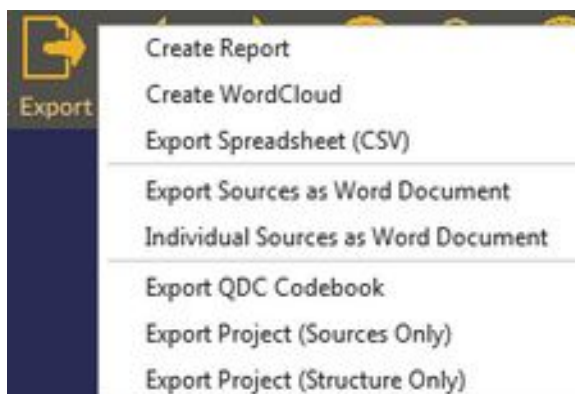 Export
Create Report
Create WordCloud
Export Spreadsheet (CSV)
Export Sources as Word Document
Individual Sources as Word Document
Export QDC Codebook
Export Project (Sources Only)
Export Project (Structure Only)